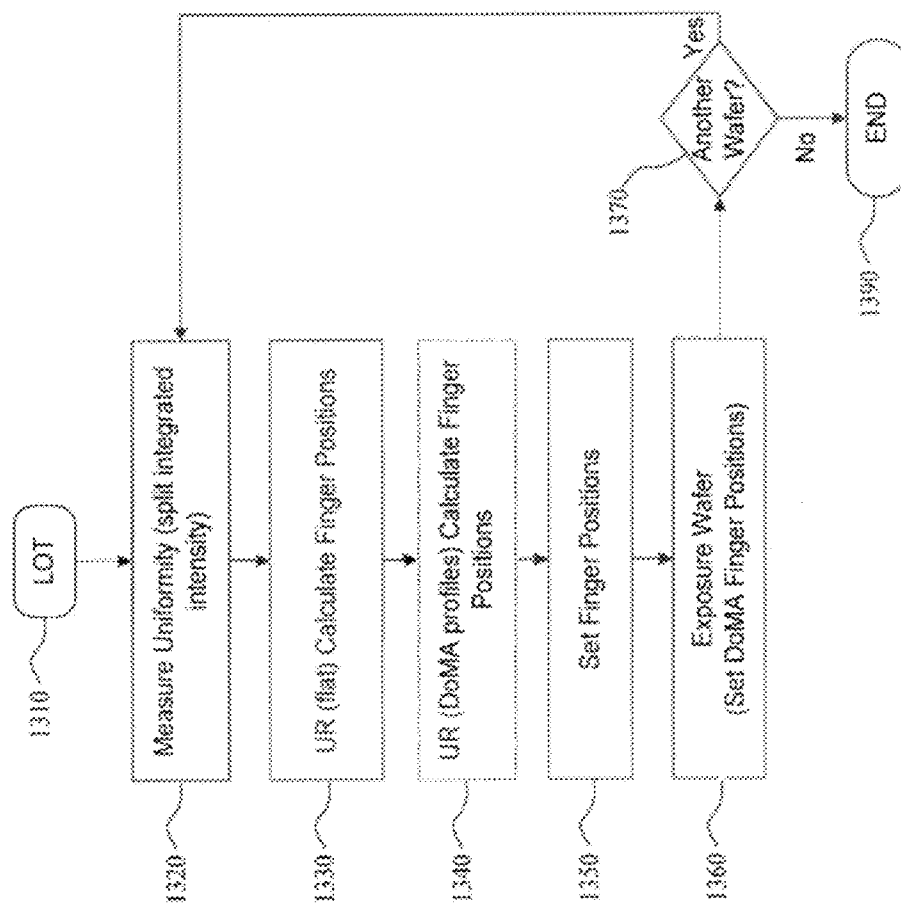 1310
LOT
1320
Measure Uniformity (split integrated
intensity)
1330
UR (flat) Calculate Finger Positions
1340
UR (DoMA profiles) Calculate Finger
Positions
1350
Set Finger Positions
1360
Exposure Wafer
(Set DoMA Finger Positions)
1370
Another
Wafer?
Yes
No
1390
END